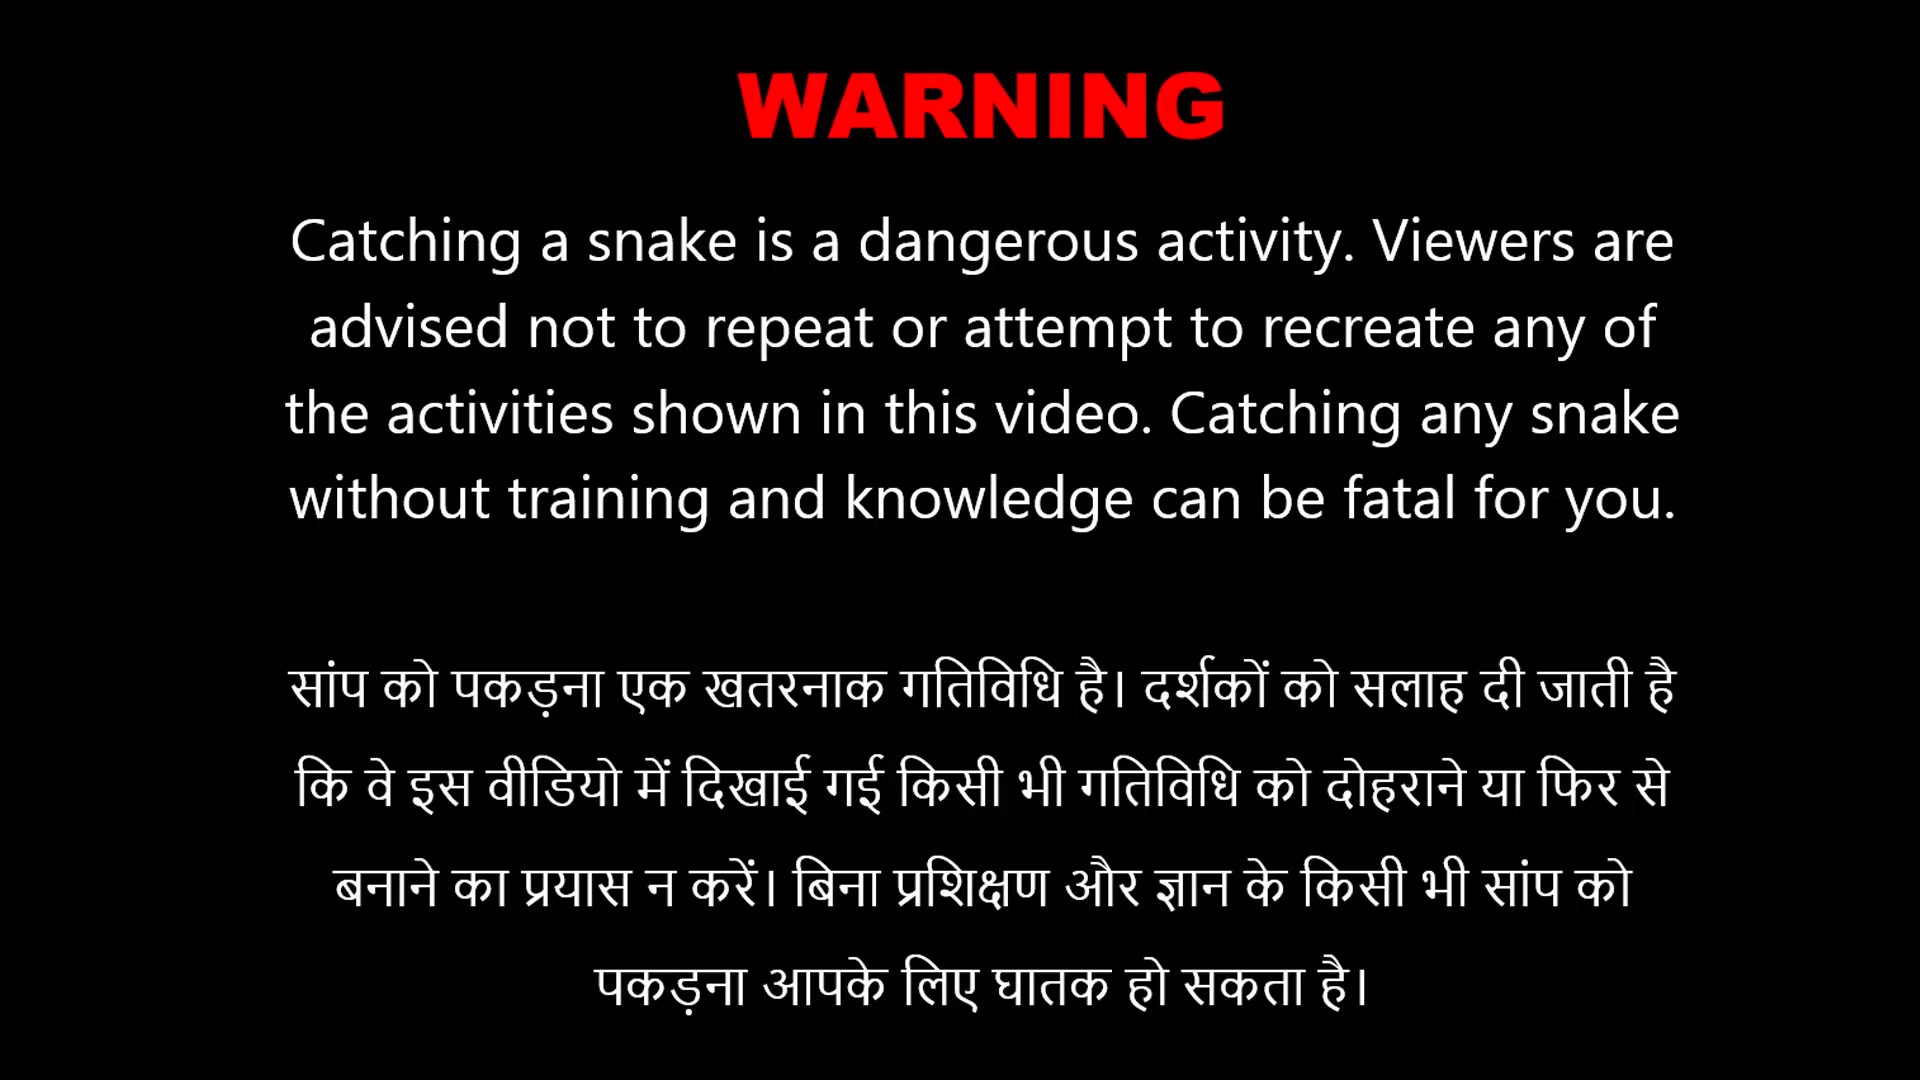 WARNING
Catching a snake is a dangerous activity. Viewers are
advised not to repeat or attempt to recreate any of
the activities shown in this video. Catching any snake
without training and knowledge can be fatal for you.
सांप को पकड़ना एक खतरनाक गतिविधि है। दर्शकों को सलाह दी जाती है
कि वे इस वीडियो में दिखाई गई किसी भी गतिविधि को दोहराने या फिर से
बनाने का प्रयास न करें। बिना प्रशिक्षण और ज्ञान के किसी भी सांप को
पकड़ना आपके लिए घातक हो सकता है।